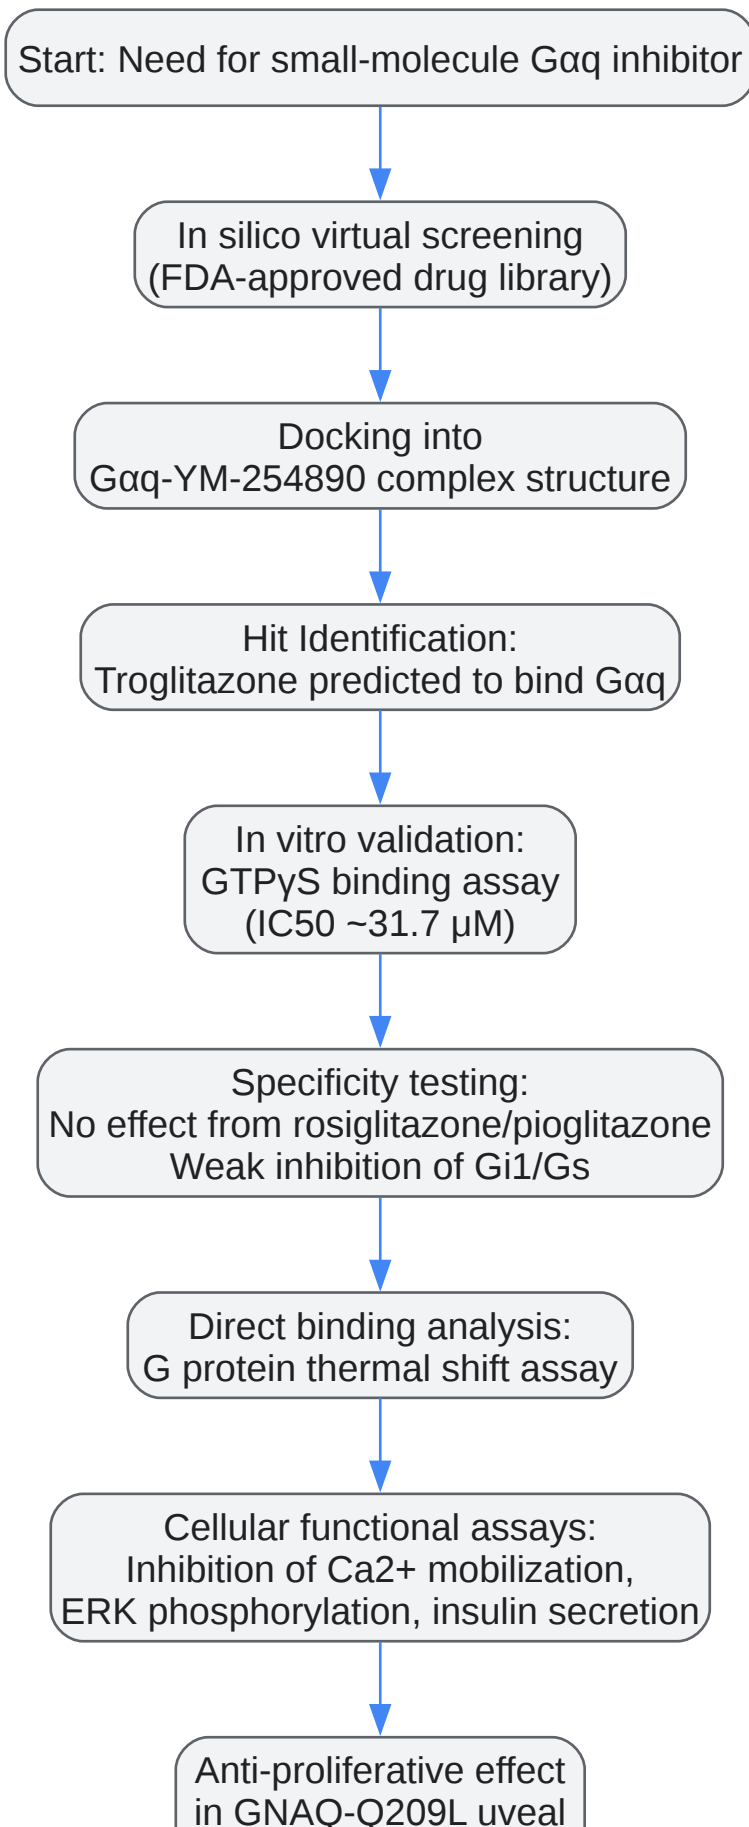 Start: Need for small-molecule Gαq inhibitor
In silico virtual screening
(FDA-approved drug library)
Docking into
Gαq-YM-254890 complex structure
Hit Identification:
Troglitazone predicted to bind Gαq
In vitro validation:
GTPγS binding assay
(IC50 ~31.7 μM)
Specificity testing:
No effect from rosiglitazone/pioglitazone
Weak inhibition of Gi1/Gs
Direct binding analysis:
G protein thermal shift assay
Cellular functional assays:
Inhibition of Ca2+ mobilization,
ERK phosphorylation, insulin secretion
Anti-proliferative effect
in GNAQ-Q209L uveal